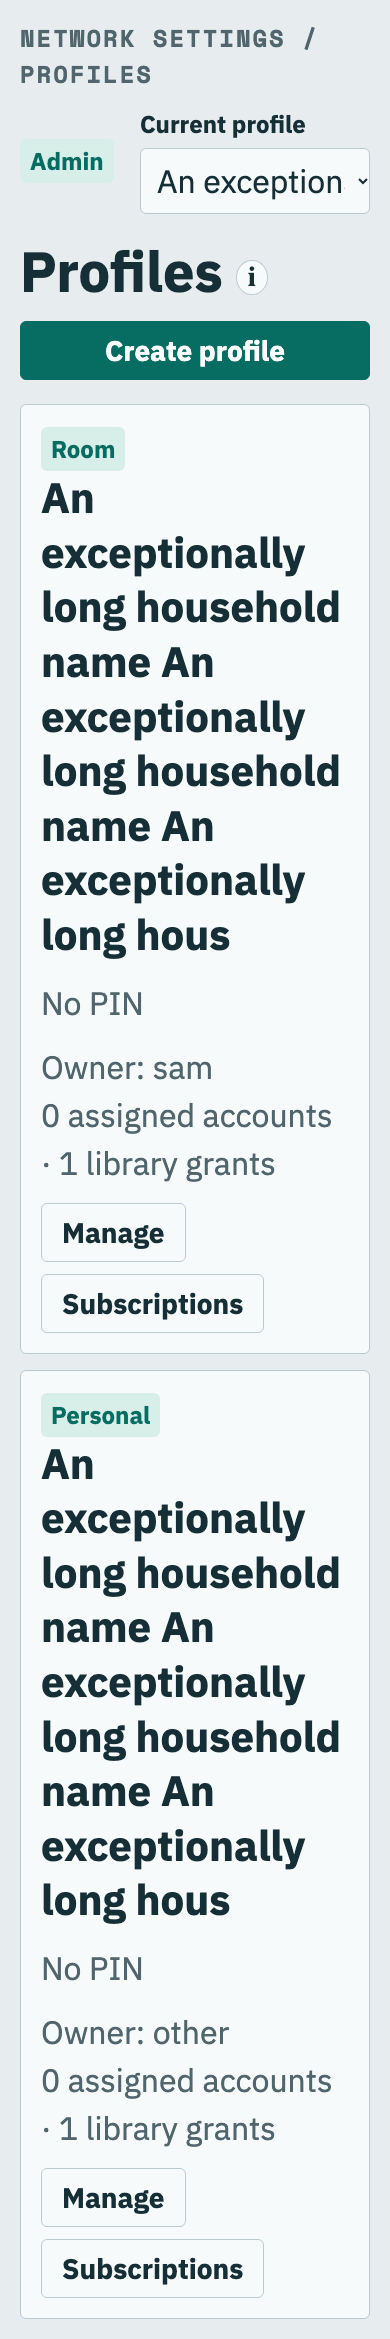 NETWORK SETTINGS /
PROFILES
Current profile
Admin
An exception
Profiles i
Create profile
Room
An
exceptionally
long household
name An
exceptionally
long household
name An
exceptionally
long hous
No PIN
Owner: sam
0 assigned accounts
· 1 library grants
Manage
Subscriptions
Personal
An
exceptionally
long household
name An
exceptionally
long household
name An
exceptionally
long hous
No PIN
Owner: other
0 assigned accounts
· 1 library grants
Manage
Subscriptions